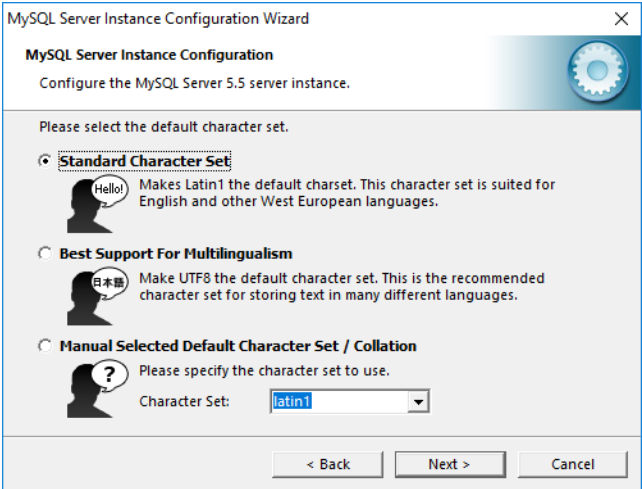 MySQL Server Instance Configuration Wizard
MySQL Server Instance Configuration
Configure the MySQL Server 5.5 server instance.
Please select the default character set.
Standard Character Set
Hello!
Makes Latin1 the default charset. This character set is suited for
English and other West European languages.
Best Support For Multilingualism
日本語
Make UTF8 the default character set. This is the recommended
character set for storing text in many different languages.
Manual Selected Default Character Set / Collation
?
Please specify the character set to use.
Character Set: latin1
< Back Next > Cancel